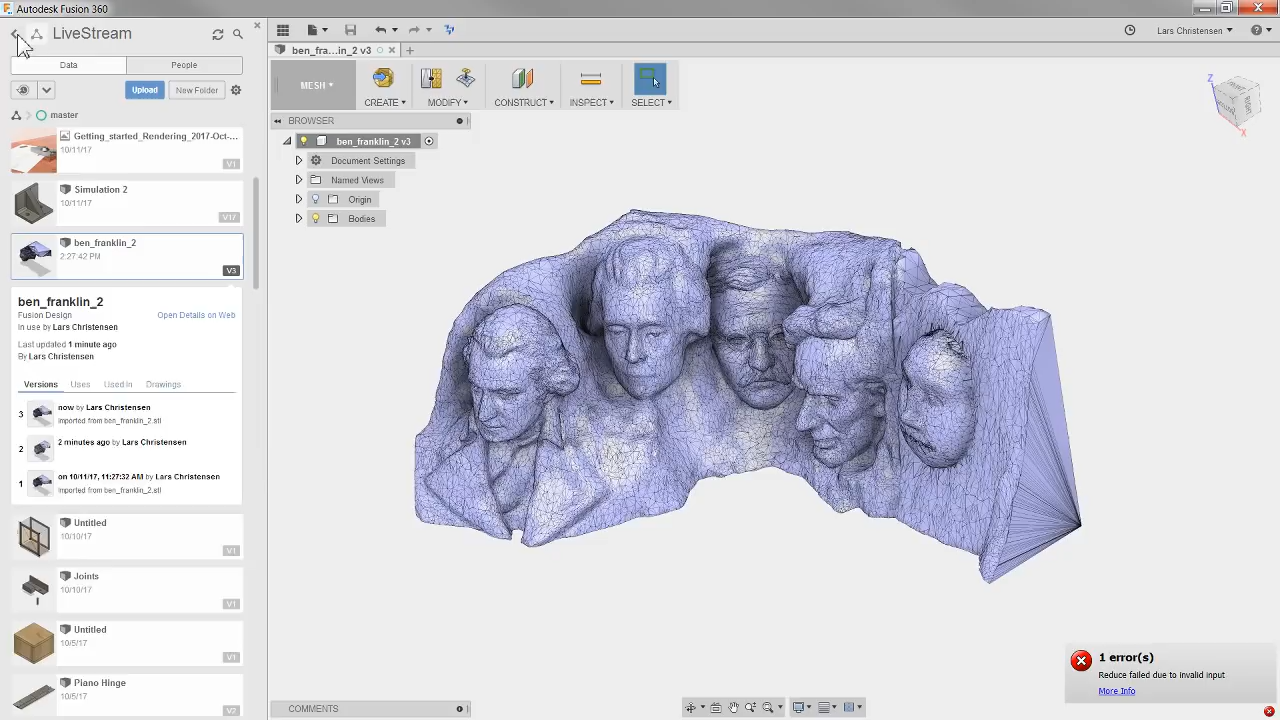 Autodesk Fusion 360
LiveStream
Data
People
Upload
New Folder
master
Getting_started_Rendering_2017-Oct-...
10/11/17
V1
Simulation 2
10/11/17
V17
ben_franklin_2
2:27:42 PM
V3
ben_franklin_2
Fusion Design
Open Details on Web
In use by Lars Christensen
Last updated 1 minute ago
By Lars Christensen
Versions
Uses
Used In
Drawings
3
now by Lars Christensen
Imported from ben_franklin_2.stl
2
2 minutes ago by Lars Christensen
1
on 10/11/17, 11:27:32 AM by Lars Christensen
Imported from ben_franklin_2.stl
Untitled
10/10/17
V1
Joints
10/10/17
V1
Untitled
10/5/17
V1
Piano Hinge
10/5/17
V2
ben_fra...in_2 v3
Lars Christensen
MESH
CREATE
MODIFY
CONSTRUCT
INSPECT
SELECT
BROWSER
ben_franklin_2 v3
Document Settings
Named Views
Origin
Bodies
Z
X
1 error(s)
Reduce failed due to invalid input
More Info
COMMENTS